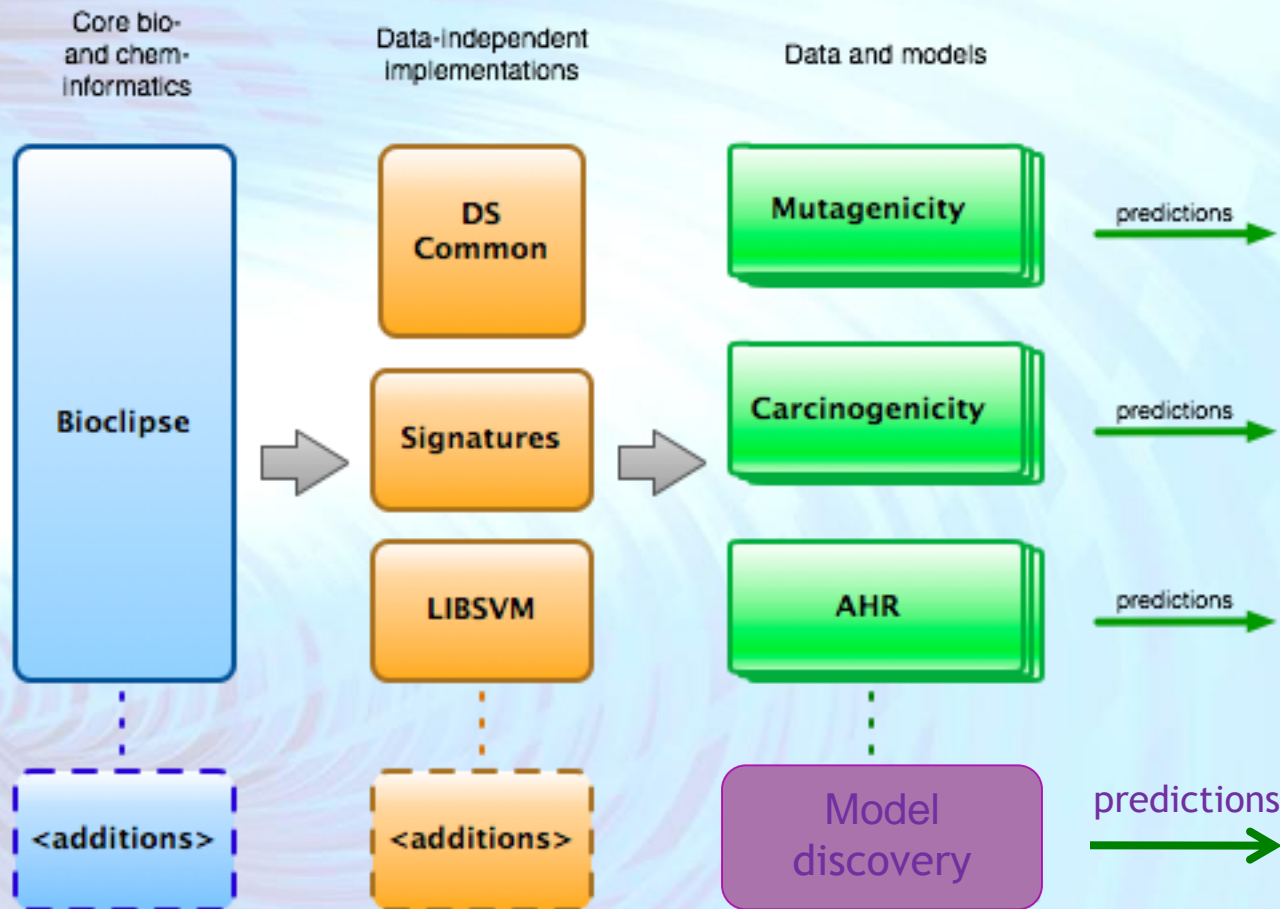 Core bio-
and chem-
informatics
Data-independent
implementations
Data and models
Bioclipse
DS
Common
Signatures
LIBSVM
Mutagenicity
predictions
Carcinogenicity
predictions
AHR
predictions
<additions>
<additions>
Model
discovery
predictions